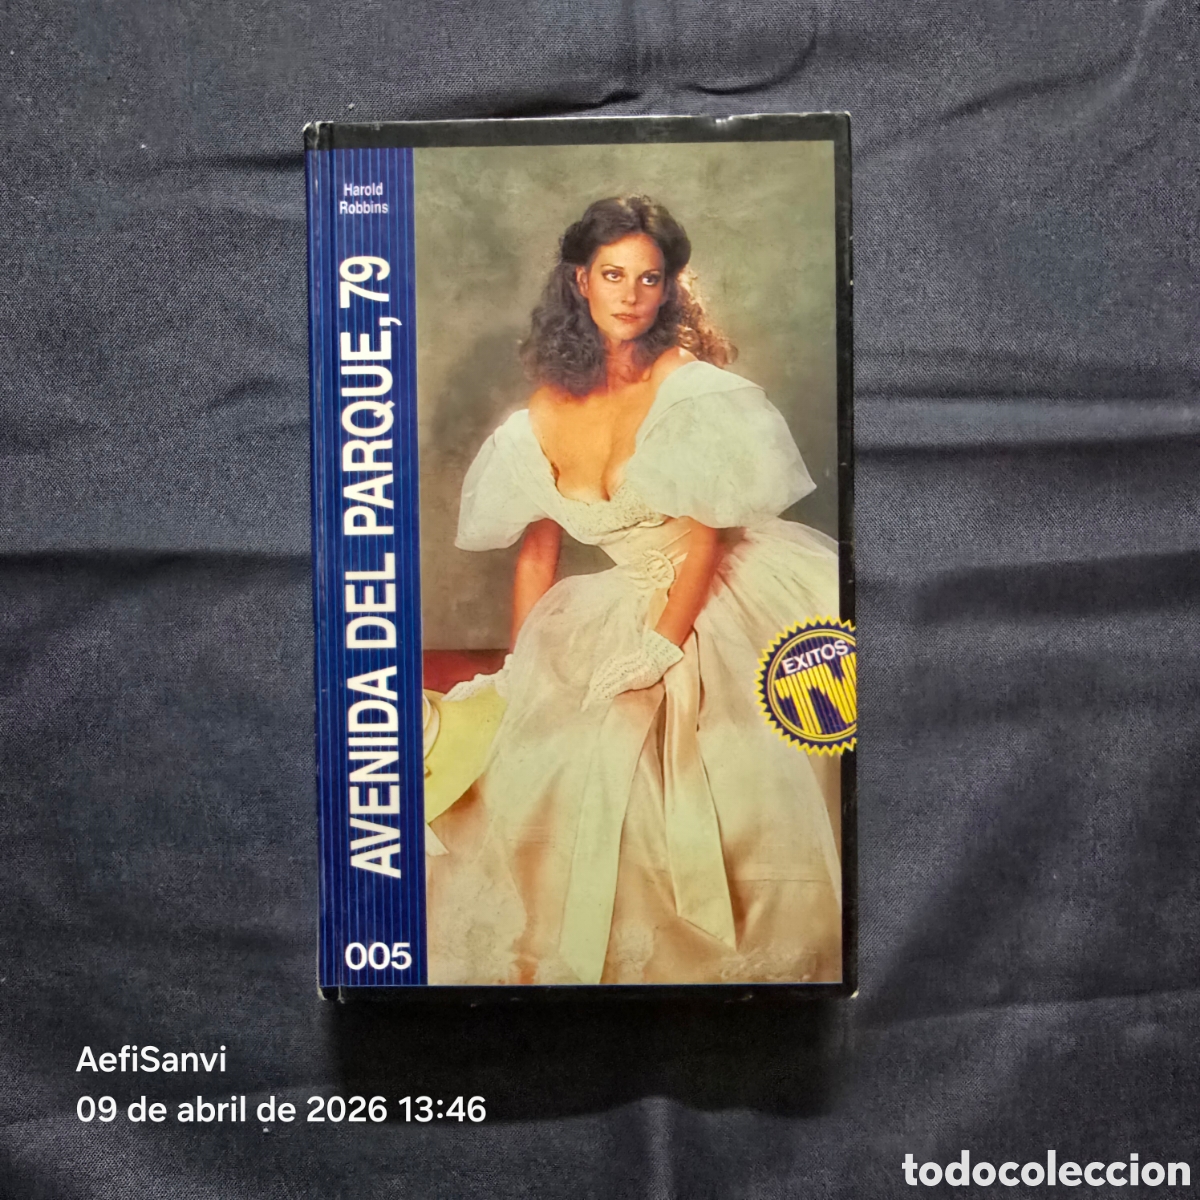 Harold
Robbins
AVENIDA DEL PARQUE, 79
005
EXITOS
TV
AefiSanvi
09 de abril de 2026 13:46
todocoleccion